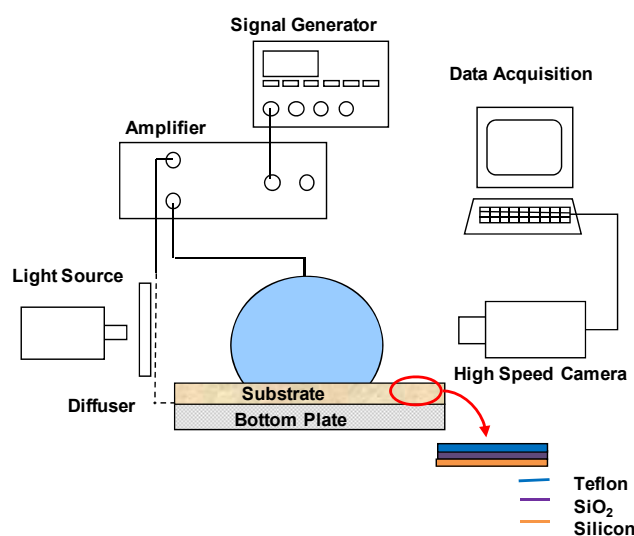 Signal Generator
Data Acquisition
Amplifier
Light Source
High Speed Camera
Diffuser
Substrate
Bottom Plate
Teflon
SiO₂
Silicon